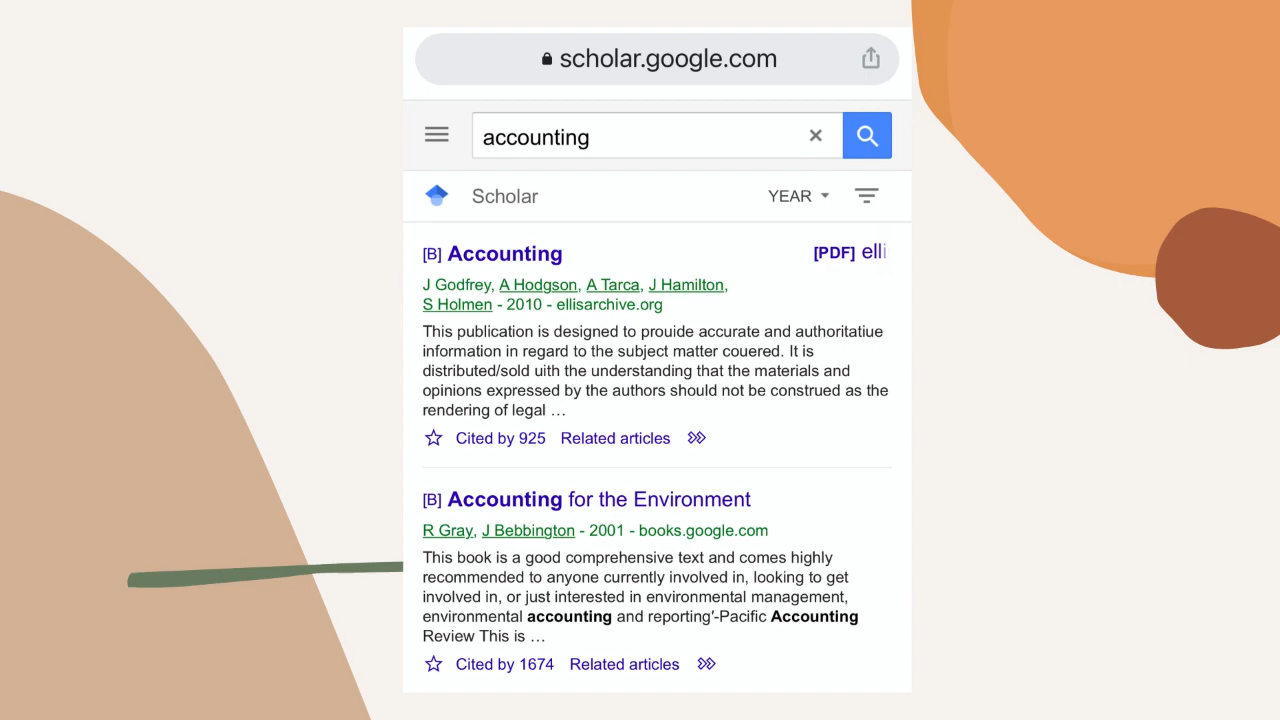 scholar.google.com
accounting
Scholar
YEAR
[B] Accounting
[PDF] elli
J Godfrey, A Hodgson, A Tarca, J Hamilton,
S Holmen - 2010 - ellisarchive.org
This publication is designed to prouide accurate and authoritatiue
information in regard to the subject matter couered. It is
distributed/sold uith the understanding that the materials and
opinions expressed by the authors should not be construed as the
rendering of legal …
Cited by 925 Related articles
[B] Accounting for the Environment
R Gray, J Bebbington - 2001 - books.google.com
This book is a good comprehensive text and comes highly
recommended to anyone currently involved in, looking to get
involved in, or just interested in environmental management,
environmental accounting and reporting′-Pacific Accounting
Review This is …
Cited by 1674 Related articles